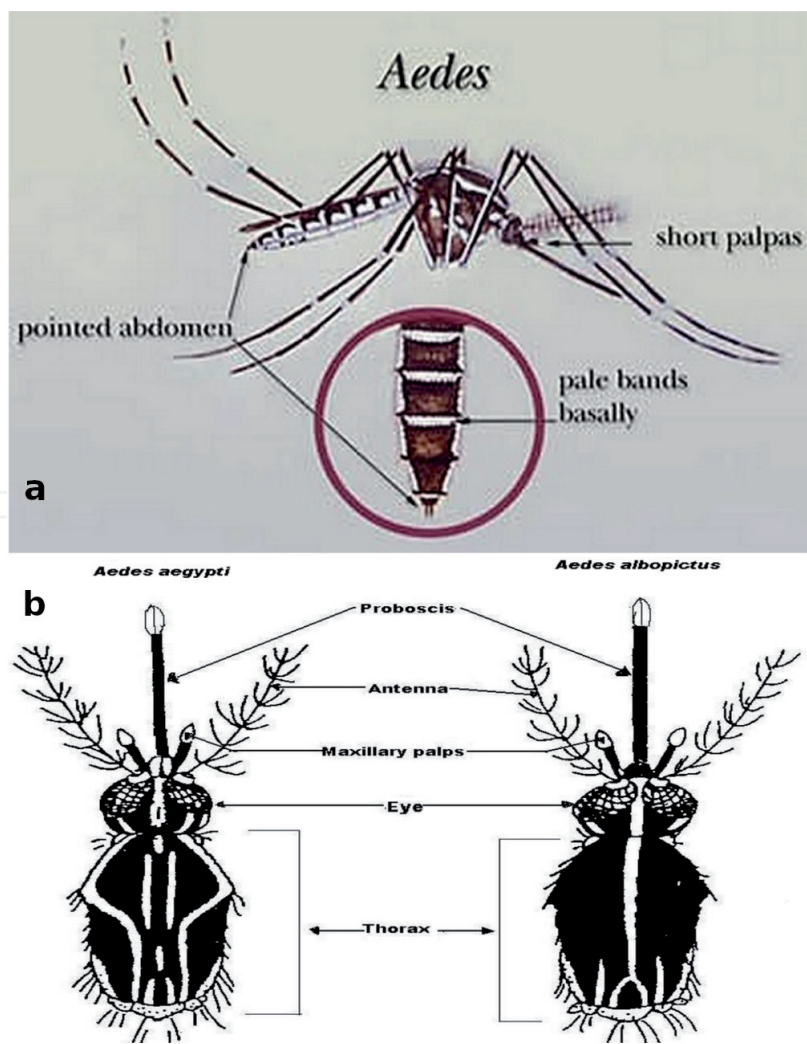 Aedes
short palpas
pointed abdomen
pale bands
basally
a
Aedes aegypti
Aedes albopictus
b
Proboscis
Antenna
Maxillary palps
Eye
Thorax